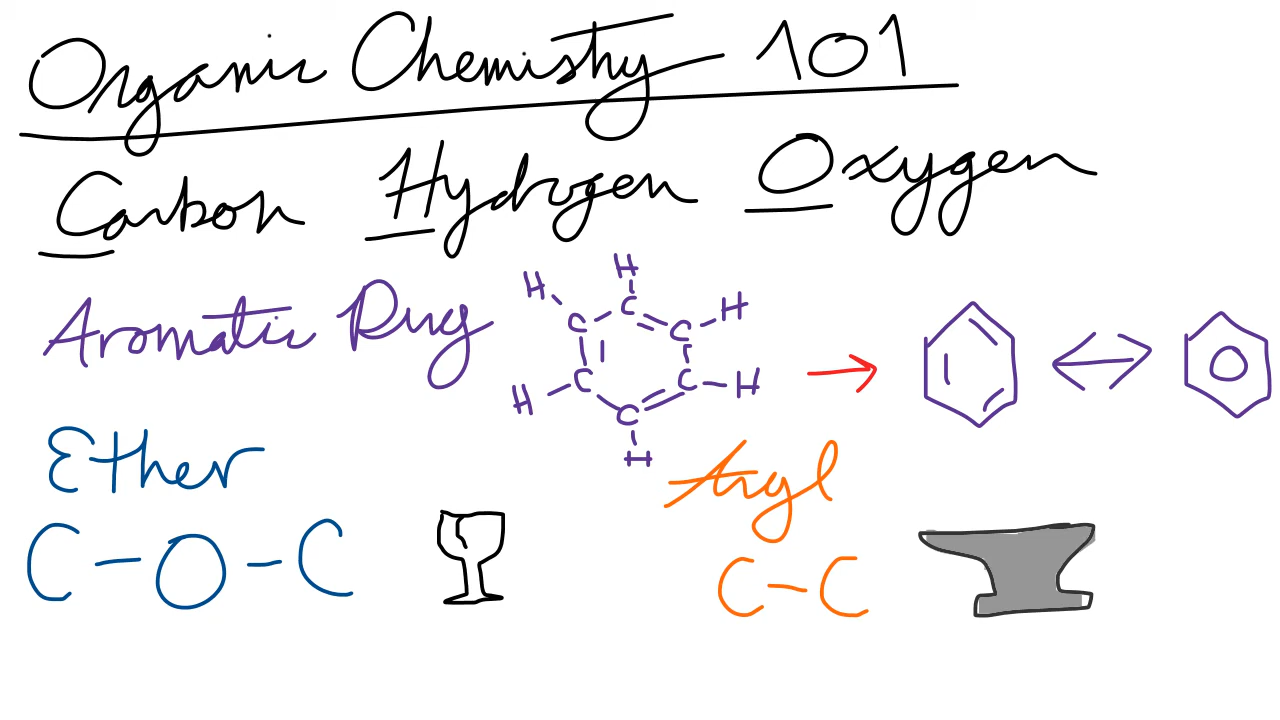 Organic Chemistry 101
Carbon Hydrogen Oxygen
Aromatic Ring
H
H
H
C
C
C
C
C
C
H
H
H
Ether
Aryl
C-O-C
C-C